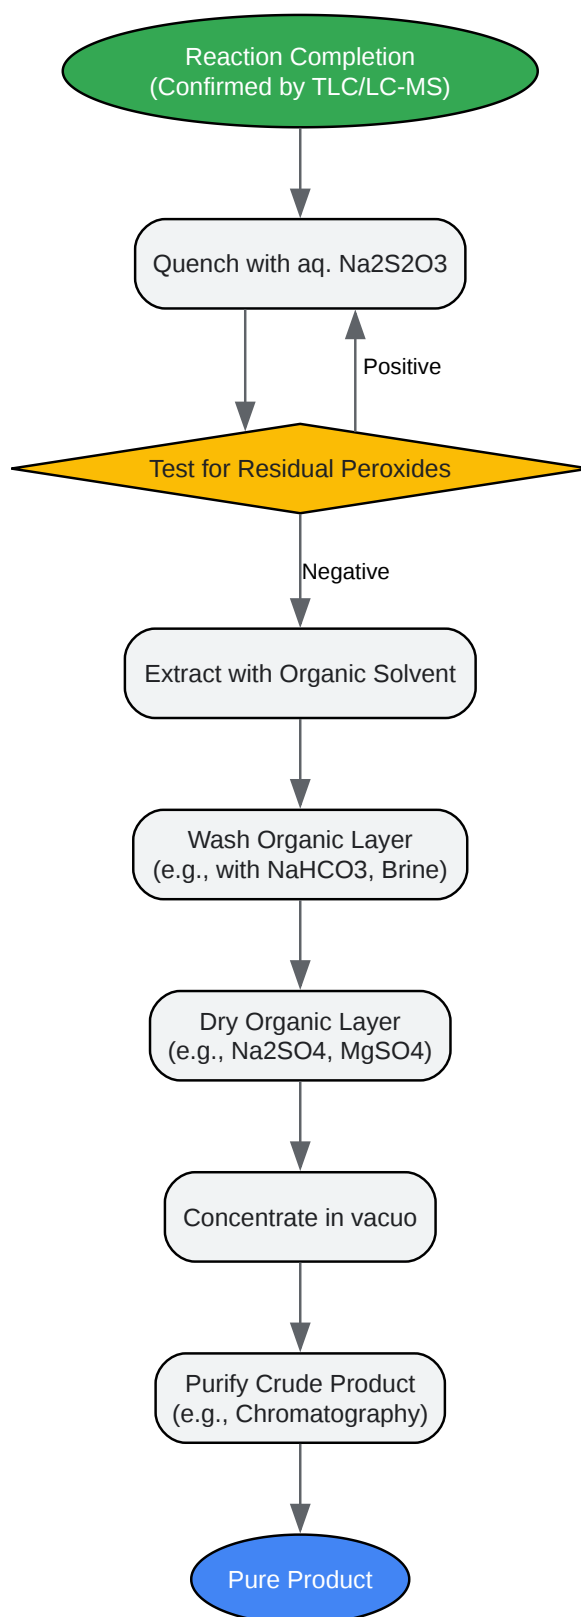 Reaction Completion
(Confirmed by TLC/LC-MS)
Quench with aq. Na2S2O3
Positive
Test for Residual Peroxides
Negative
Extract with Organic Solvent
Wash Organic Layer
(e.g., with NaHCO3, Brine)
Dry Organic Layer
(e.g., Na2SO4, MgSO4)
Concentrate in vacuo
Purify Crude Product
(e.g., Chromatography)
Pure Product